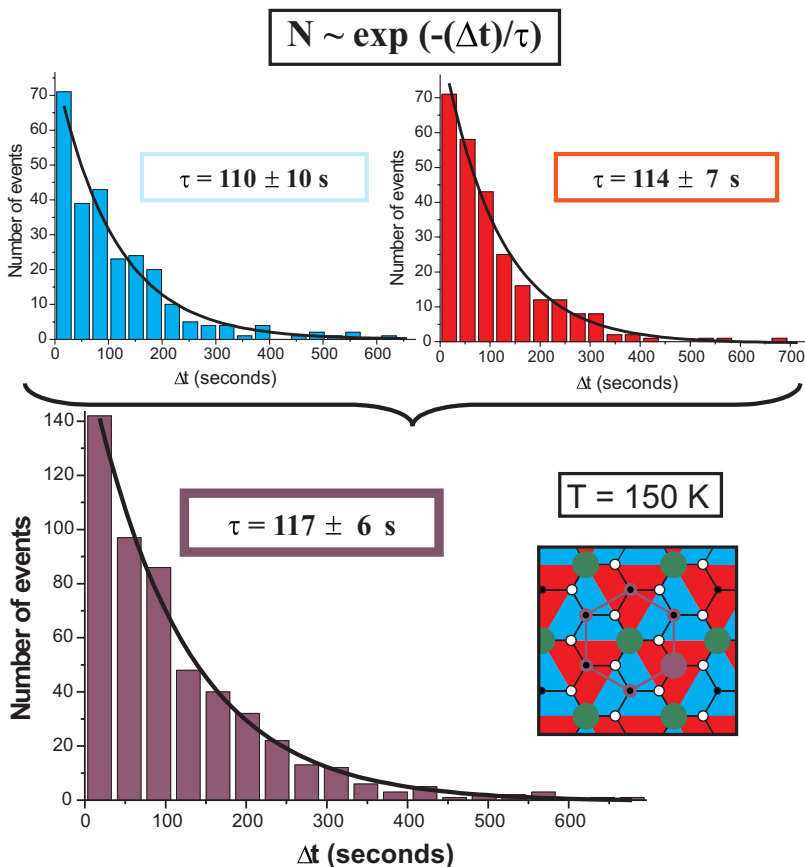 N ~ exp (-(Δt)/τ)
70
60
50
40
30
20
10
0
Number of events
τ = 110 ± 10 s
0 100 200 300 400 500 600
Δt (seconds)
70
60
50
40
30
20
10
0
Number of events
τ = 114 ± 7 s
0 100 200 300 400 500 600 700
Δt (seconds)
140
120
100
80
60
40
20
0
Number of events
τ = 117 ± 6 s
0 100 200 300 400 500 600
Δt (seconds)
T = 150 K